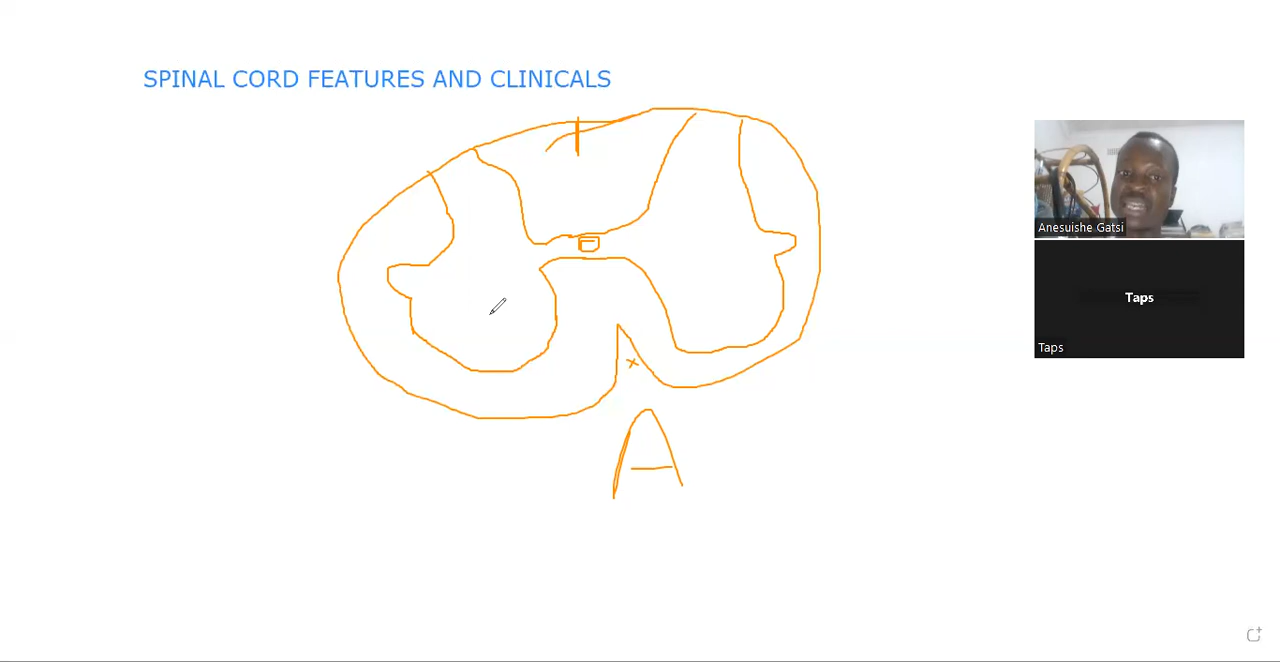 SPINAL CORD FEATURES AND CLINICALS
A
Anesuishe Gatsi
Taps
Taps